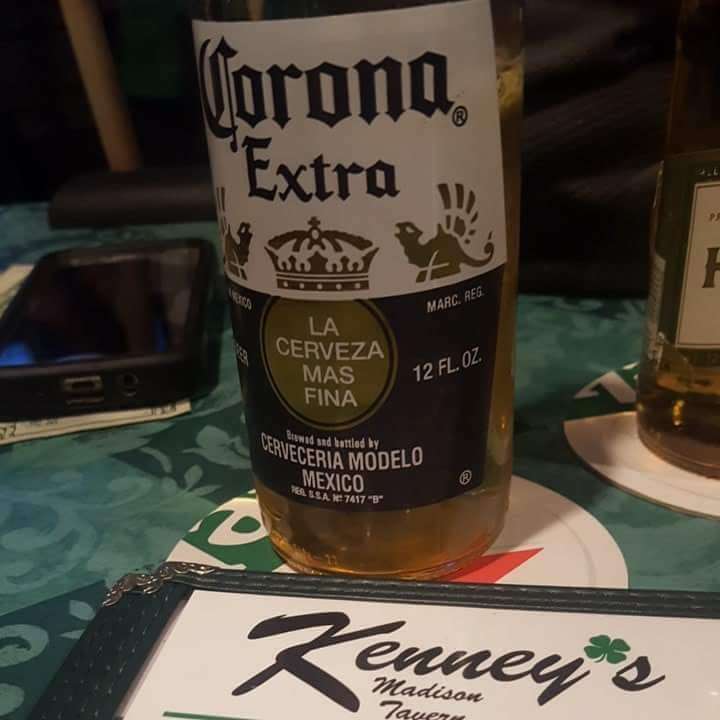 Corona®
Extra
MARC. REG.
LA
CERVEZA
MAS
FINA
12 FL. OZ.
Brewed and bottled by
CERVECERIA MODELO
MEXICO
®
REG. S.S.A. Nº 7417 "B"
Kenney's
Madison
Tavern